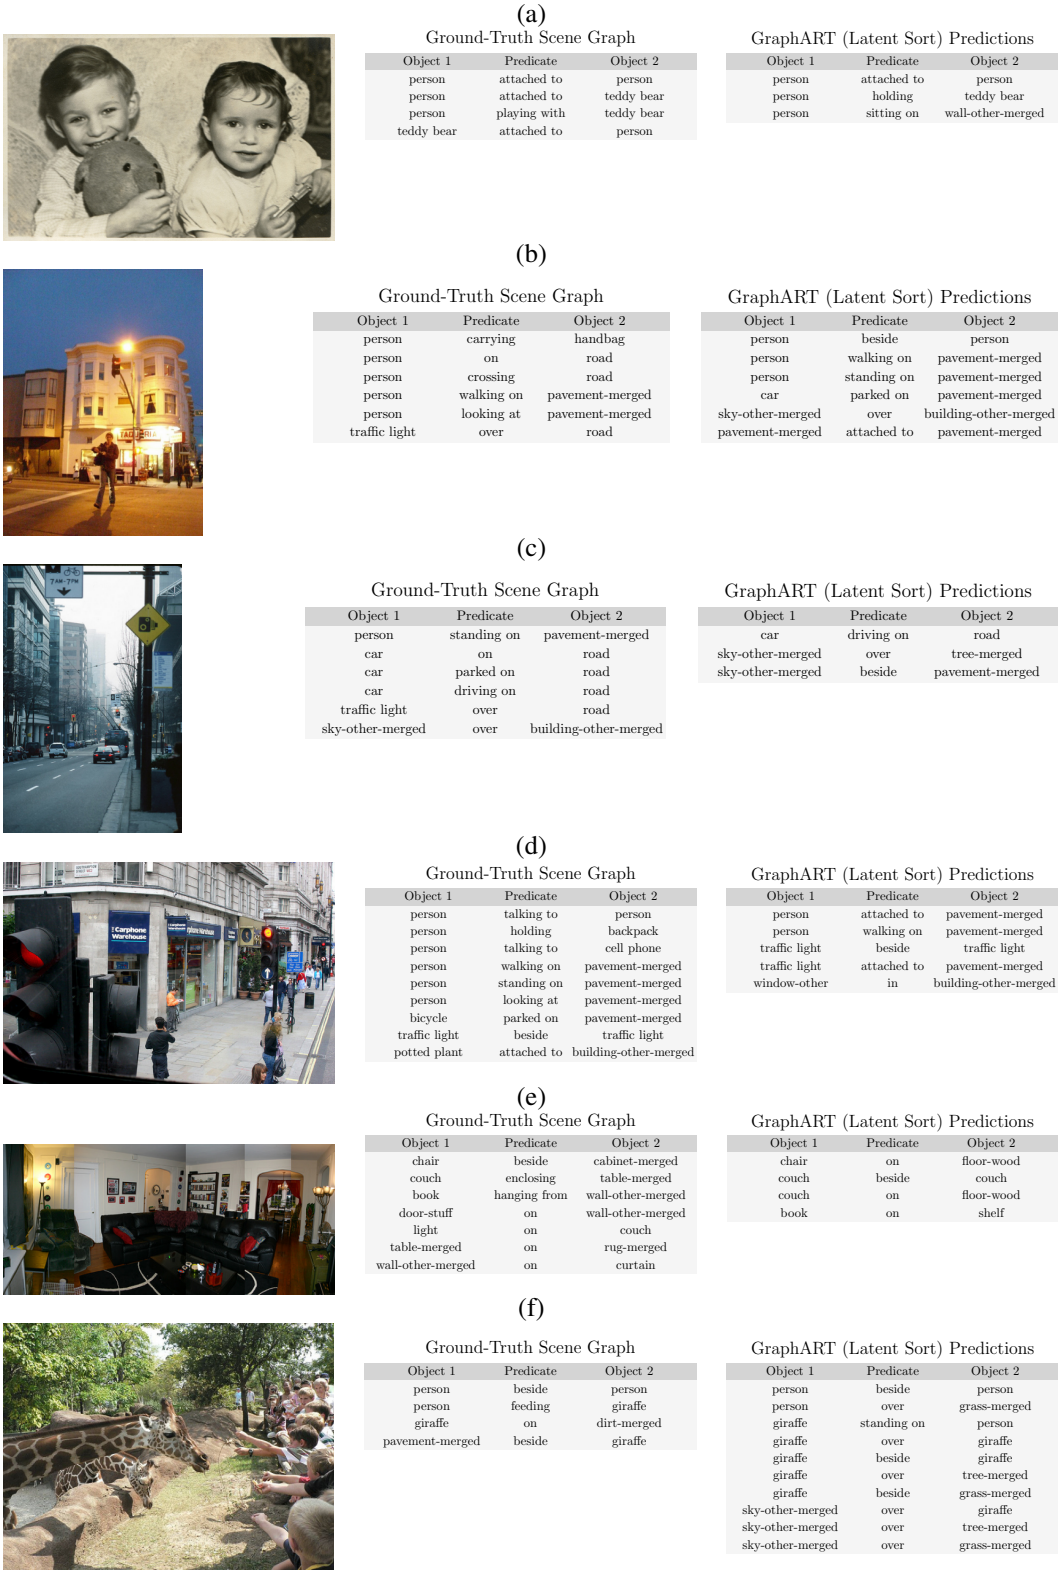 (a)
Ground-Truth Scene Graph
Object 1 Predicate Object 2
person attached to person
person attached to teddy bear
person playing with teddy bear
teddy bear attached to person
GraphART (Latent Sort) Predictions
Object 1 Predicate Object 2
person attached to person
person holding teddy bear
person sitting on wall-other-merged
(b)
Ground-Truth Scene Graph
Object 1 Predicate Object 2
person carrying handbag
person on road
person crossing road
person walking on pavement-merged
person looking at pavement-merged
traffic light over road
GraphART (Latent Sort) Predictions
Object 1 Predicate Object 2
person beside person
person walking on pavement-merged
person standing on pavement-merged
car parked on pavement-merged
sky-other-merged over building-other-merged
pavement-merged attached to pavement-merged
(c)
7 AM-7 PM
Ground-Truth Scene Graph
Object 1 Predicate Object 2
person standing on pavement-merged
car on road
car parked on road
car driving on road
traffic light over road
sky-other-merged over building-other-merged
GraphART (Latent Sort) Predictions
Object 1 Predicate Object 2
car driving on road
sky-other-merged over tree-merged
sky-other-merged beside pavement-merged
(d)
Carphone
Warehouse
Ground-Truth Scene Graph
Object 1 Predicate Object 2
person talking to person
person holding backpack
person talking to cell phone
person walking on pavement-merged
person standing on pavement-merged
person looking at pavement-merged
bicycle parked on pavement-merged
traffic light beside traffic light
potted plant attached to building-other-merged
GraphART (Latent Sort) Predictions
Object 1 Predicate Object 2
person attached to pavement-merged
person walking on pavement-merged
traffic light beside traffic light
traffic light attached to pavement-merged
window-other in building-other-merged
(e)
Ground-Truth Scene Graph
Object 1 Predicate Object 2
chair beside cabinet-merged
couch enclosing table-merged
book hanging from wall-other-merged
door-stuff on wall-other-merged
light on couch
table-merged on rug-merged
wall-other-merged on curtain
GraphART (Latent Sort) Predictions
Object 1 Predicate Object 2
chair on floor-wood
couch beside couch
couch on floor-wood
book on shelf
(f)
Ground-Truth Scene Graph
Object 1 Predicate Object 2
person beside person
person feeding giraffe
giraffe on dirt-merged
pavement-merged beside giraffe
GraphART (Latent Sort) Predictions
Object 1 Predicate Object 2
person beside person
person over grass-merged
giraffe standing on person
giraffe over giraffe
giraffe beside giraffe
giraffe over tree-merged
giraffe beside grass-merged
sky-other-merged over giraffe
sky-other-merged over tree-merged
sky-other-merged over grass-merged